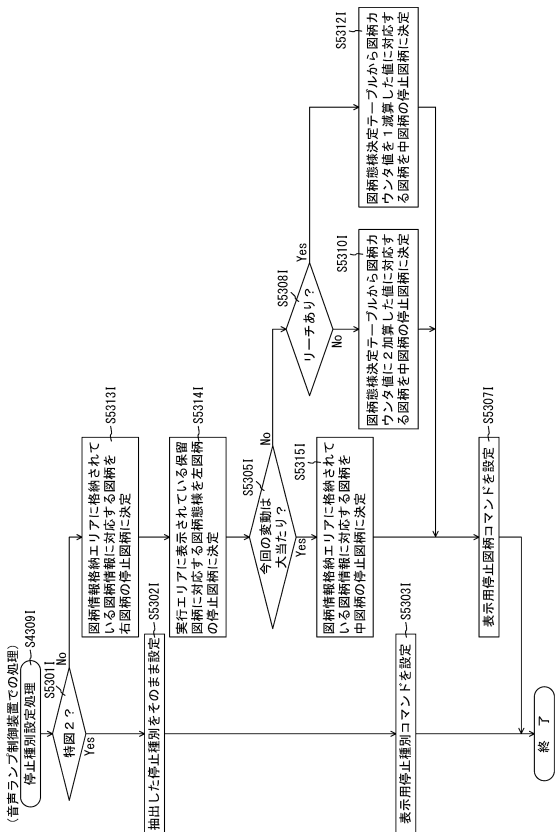 (音声ランプ制御装置での処理)
停止種別設定処理
S4309I
S5301I
特図2?
No
Yes
S5302I
抽出した停止種別をそのまま設定
S5303I
表示用停止種別コマンドを設定
S5313I
図柄情報格納エリアに格納されて
いる図柄情報に対応する図柄を
右図柄の停止図柄に決定
S5314I
実行エリアに表示されている保留
図柄に対応する図柄態様を左図柄
の停止図柄に決定
S5305I
今回の変動は
大当たり?
No
Yes
S5315I
図柄情報格納エリアに格納されて
いる図柄情報に対応する図柄を
中図柄の停止図柄に決定
S5308I
リーチあり?
Yes
No
S5310I
図柄態様決定テーブルから図柄カ
ウンタ値に2加算した値に対応す
る図柄を中図柄の停止図柄に決定
S5312I
図柄態様決定テーブルから図柄カ
ウンタ値を1減算した値に対応す
る図柄を中図柄の停止図柄に決定
S5307I
表示用停止図柄コマンドを設定
終 了